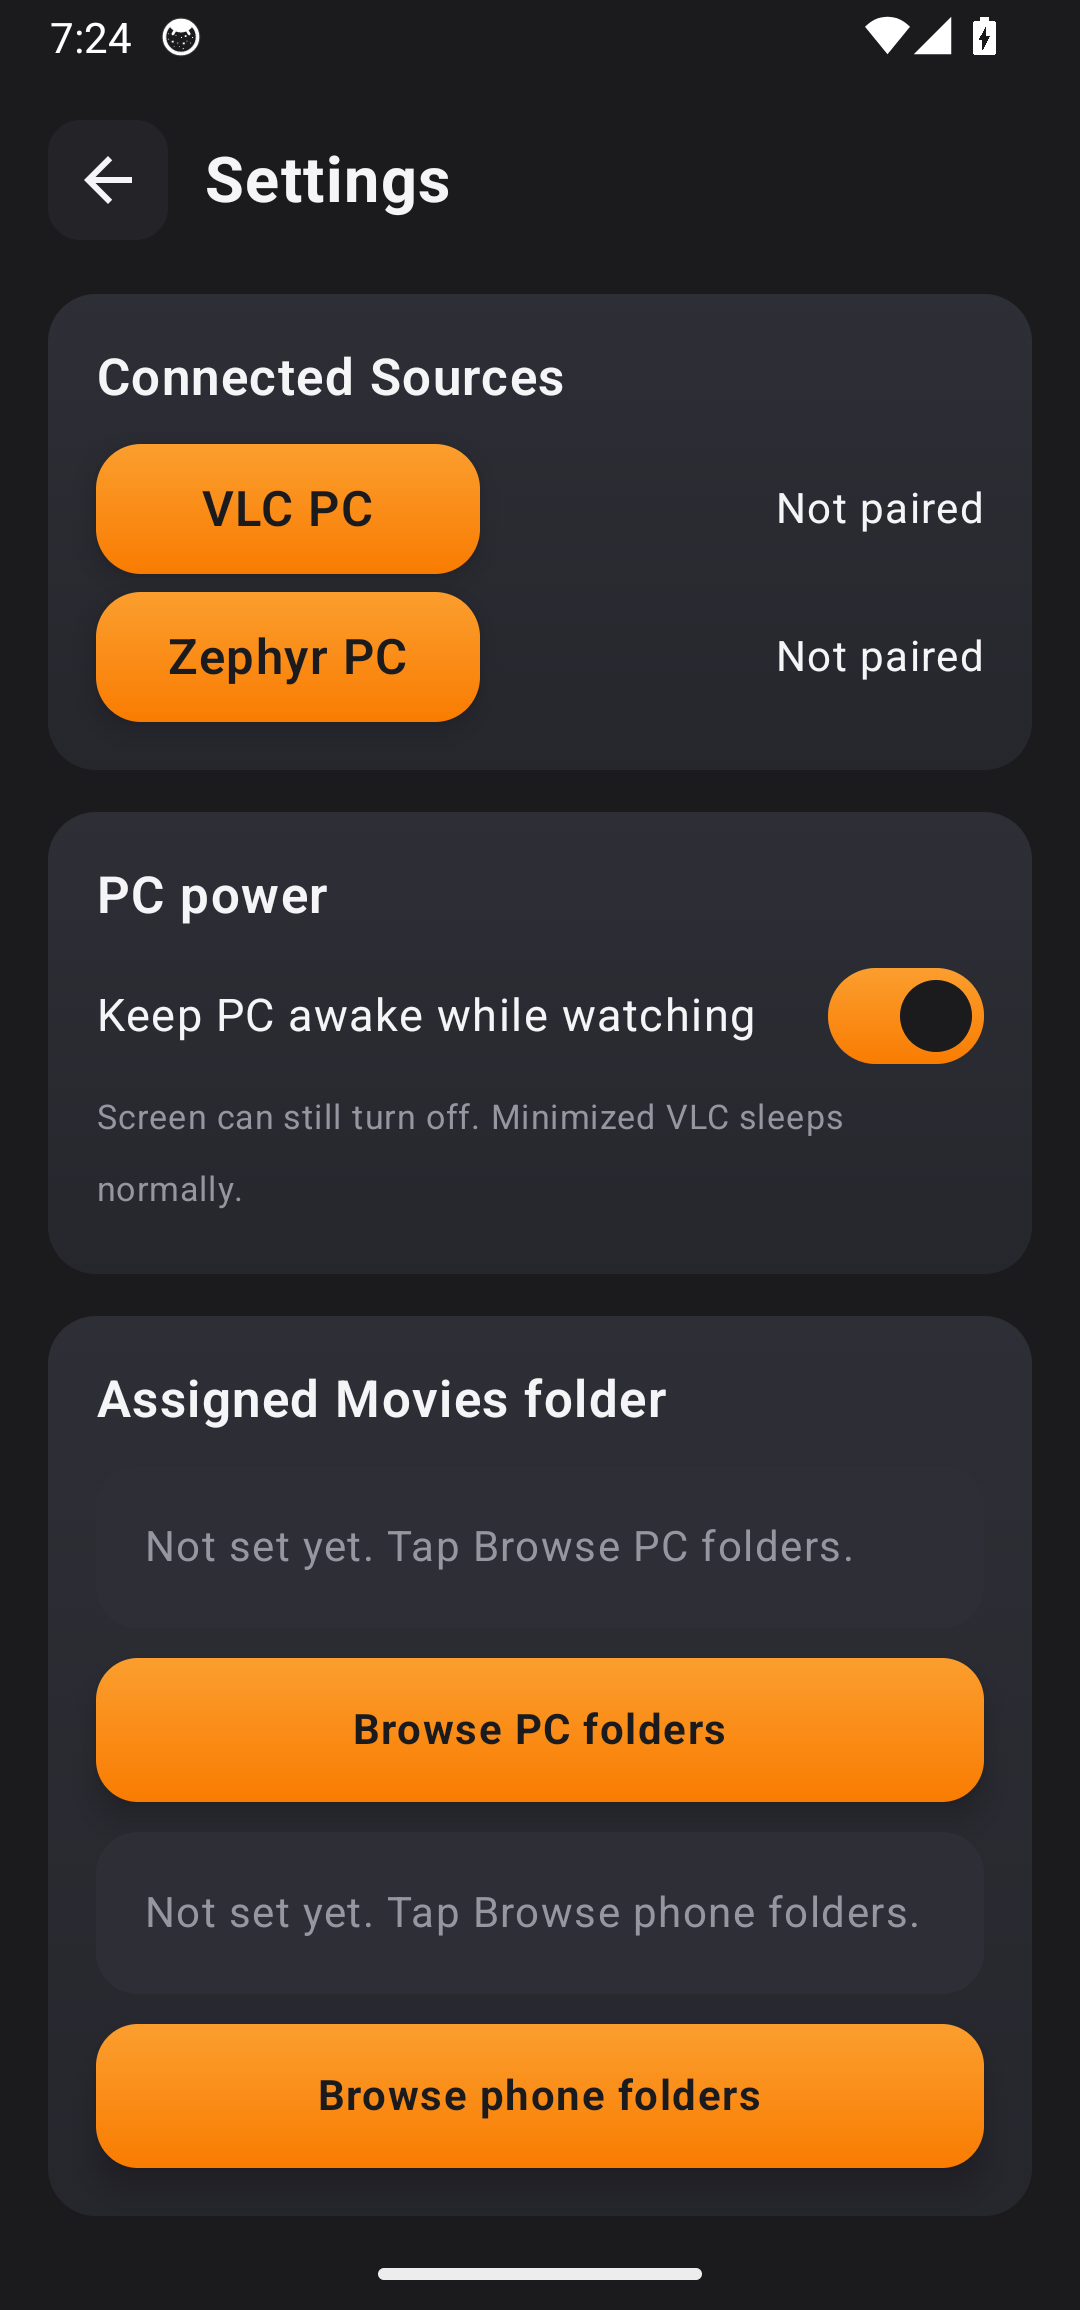 7:24
Settings
Connected Sources
VLC PC Not paired
Zephyr PC Not paired
PC power
Keep PC awake while watching
Screen can still turn off. Minimized VLC sleeps
normally.
Assigned Movies folder
Not set yet. Tap Browse PC folders.
Browse PC folders
Not set yet. Tap Browse phone folders.
Browse phone folders